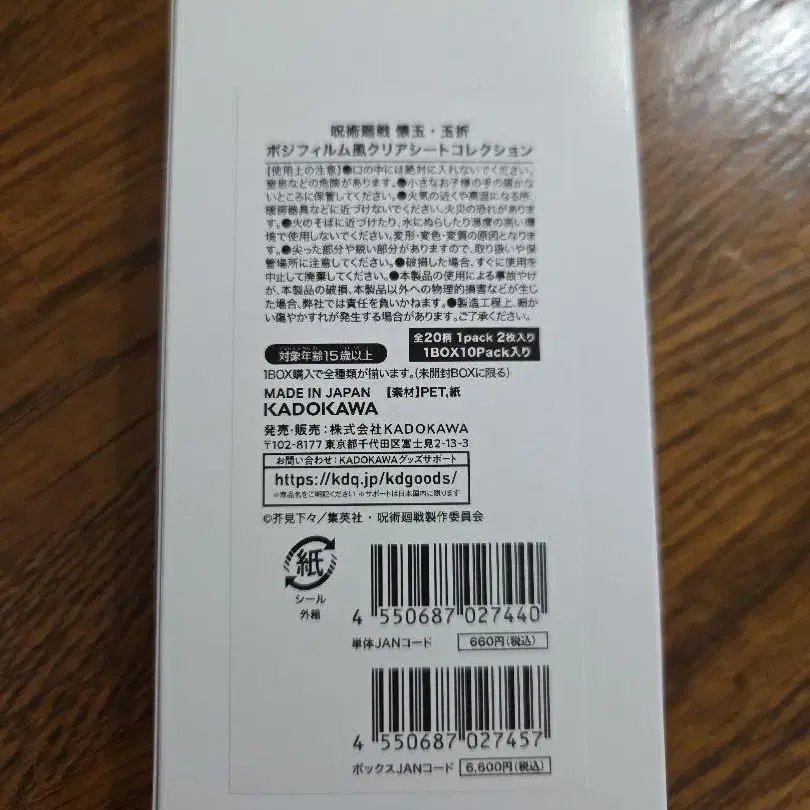 呪術廻戦 懐玉・玉折
ポジフィルム風クリアシートコレクション
【使用上の注意】●口の中には絶対に入れないでください。
窒息などの危険があります。●小さなお子様の手の届かな
いところに保管してください。●火気の近くや高温になる所、
暖房器具などに近づけないでください。火災の恐れがありま
す。●火のそばに近づけたり、水にぬらしたり湿度の高い環
境で使用しないでください。変形・変色・変質の原因となりま
す。●尖った部分や鋭い部分がありますので、取り扱いや保
管場所に注意してください。●破損した場合、すぐに使用を
中止して廃棄してください。●本製品の使用による事故やけ
が、本製品の破損、本製品以外への物理的損害などが生じ
た場合、弊社では責任を負いかねます。●製造工程上、細か
い傷やかすれが発生する場合があります。ご了承ください。
対象年齢15歳以上
全20柄 1pack 2枚入り
1BOX10Pack入り
1BOX購入で全種類が揃います。(未開封BOXに限る)
MADE IN JAPAN 【素材】PET,紙
KADOKAWA
発売・販売:株式会社KADOKAWA
〒102-8177 東京都千代田区富士見2-13-3
お問い合わせ:KADOKAWAグッズサポート
https://kdq.jp/kdgoods/
※商品名をご明記ください ※サポートは日本国内に限ります
©芥見下々/集英社・呪術廻戦製作委員会
紙
シール
外箱
4 550687 027440
単体JANコード 660円(税込)
4 550687 027457
ボックスJANコード 6,600円(税込)